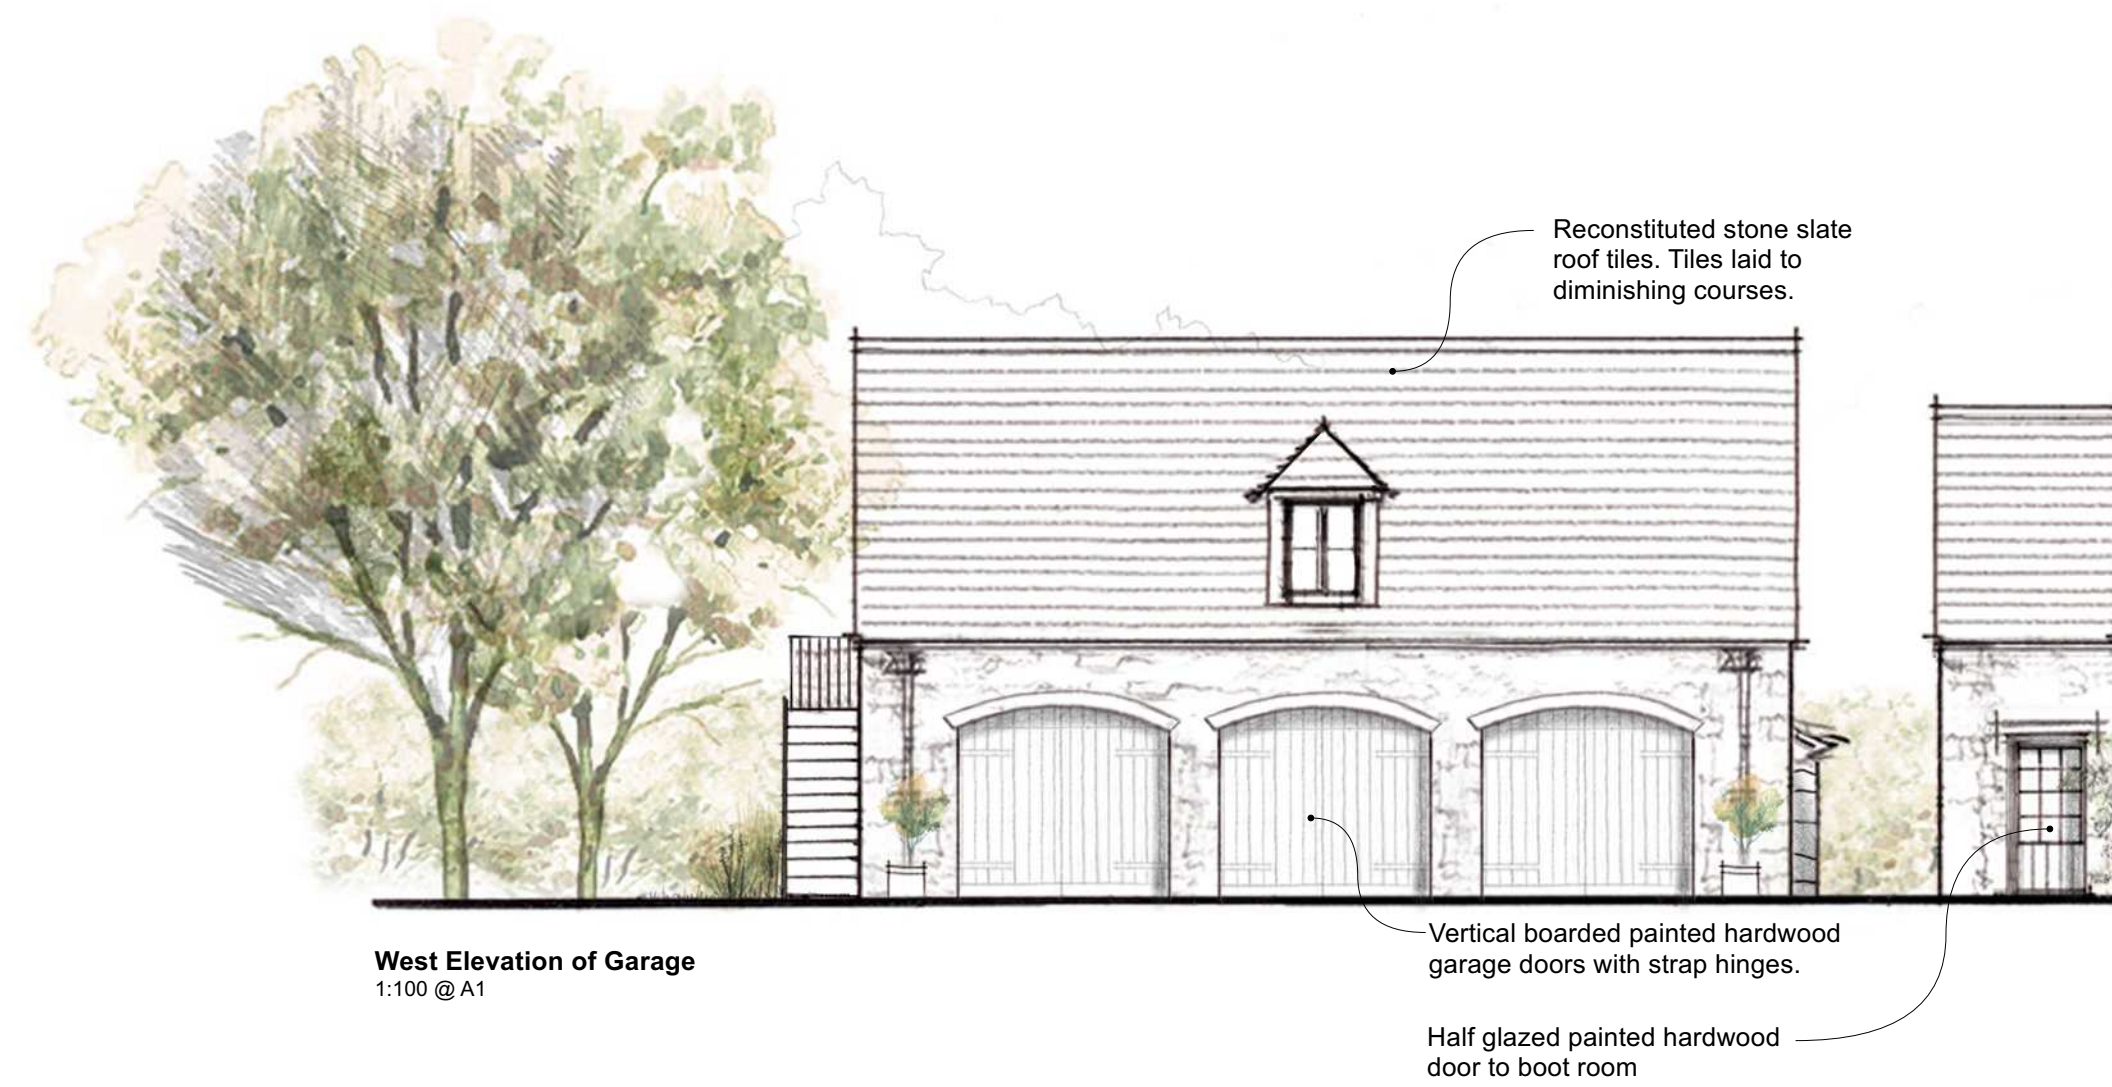 Reconstituted stone slate
roof tiles. Tiles laid to
diminishing courses.
Vertical boarded painted hardwood
garage doors with strap hinges.
West Elevation of Garage
1:100 @ A1
Half glazed painted hardwood
door to boot room